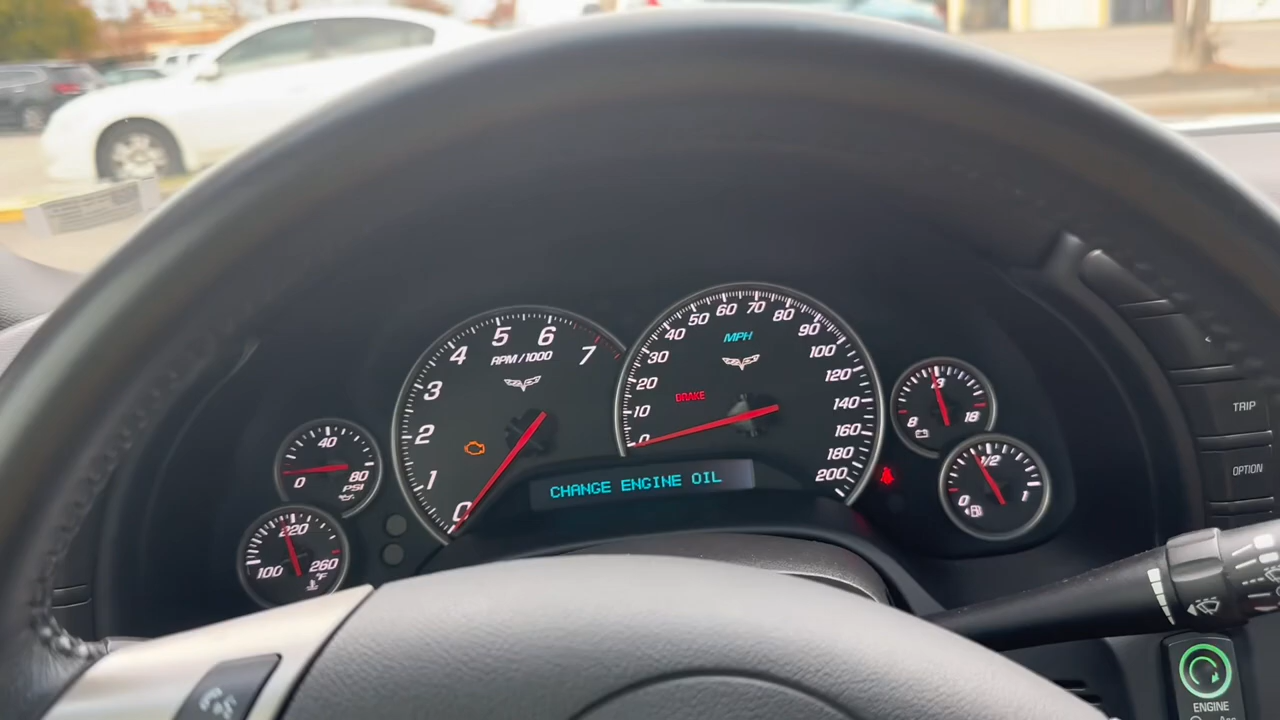 5 6
4 7
RPM/1000
3
2
1
0
40
0 80
PSI
220
100 260
°F
60 70
50 80
40 90
30 100
20 120
10 140
0 160
180
200
MPH
BRAKE
CHANGE ENGINE OIL
13
8 18
1/2
0 1
TRIP
OPTION
ENGINE